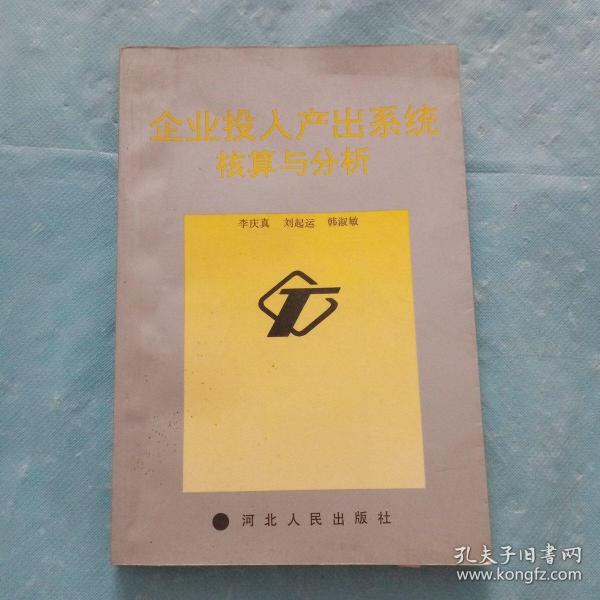 企业投入产出系统
核算与分析
李庆真 刘起运 韩淑敏
河北人民出版社
孔夫子旧书网
www.kongfz.com